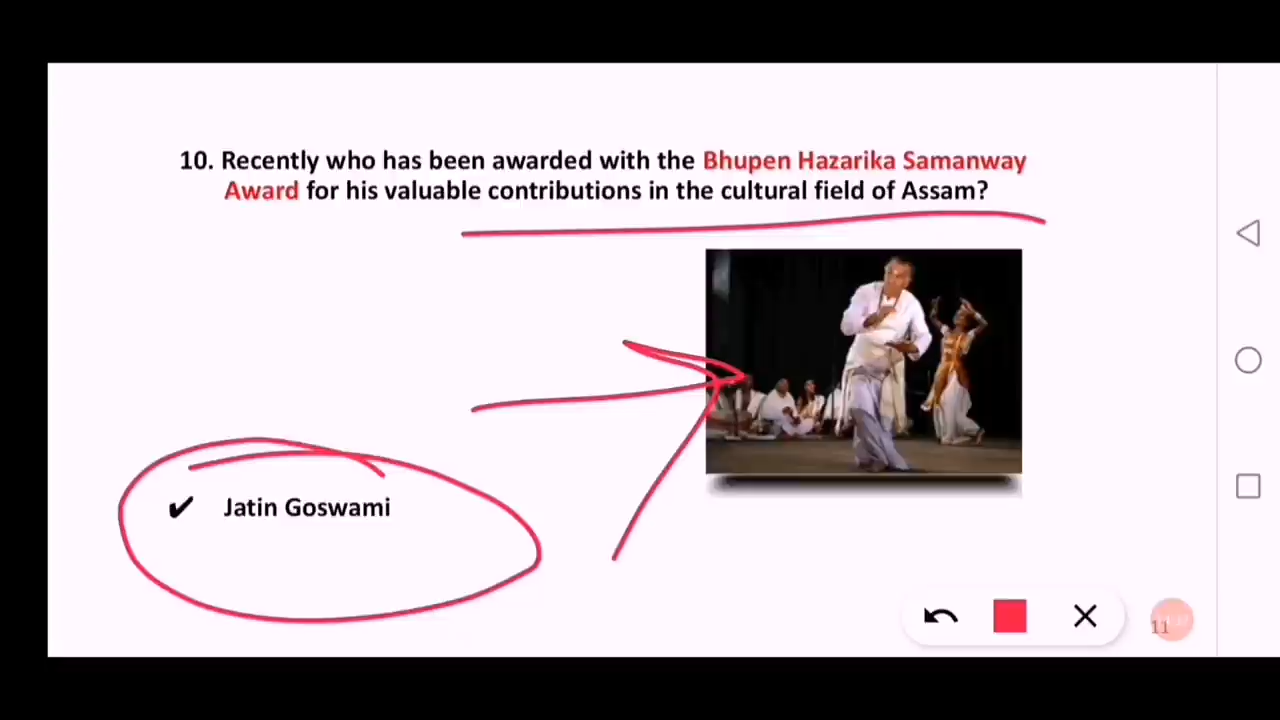 10. Recently who has been awarded with the Bhupen Hazarika Samanway
Award for his valuable contributions in the cultural field of Assam?
✔ Jatin Goswami
11